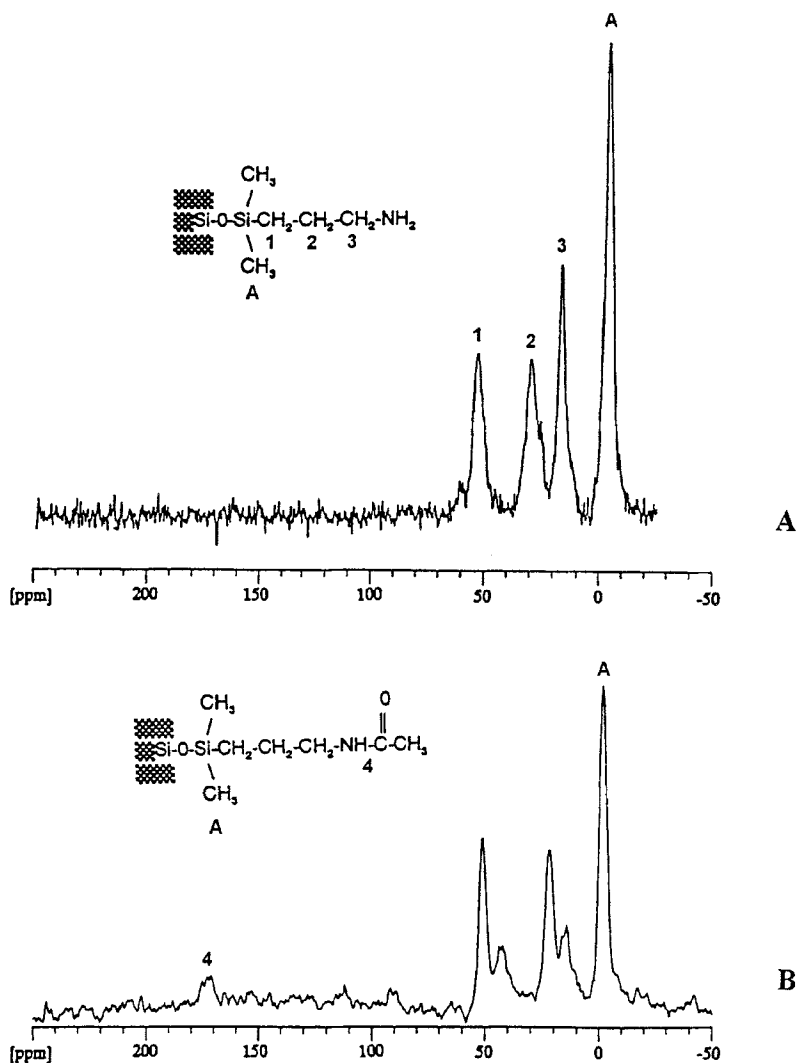 A
CH₃
Si-O-Si-CH₂-CH₂-CH₂-NH₂
1 2 3
CH₃
A
1
2
3
A
[ppm] 200 150 100 50 0 -50
A
O
CH₃
Si-O-Si-CH₂-CH₂-CH₂-NH-C-CH₃
4
CH₃
A
4
B
[ppm] 200 150 100 50 0 -50